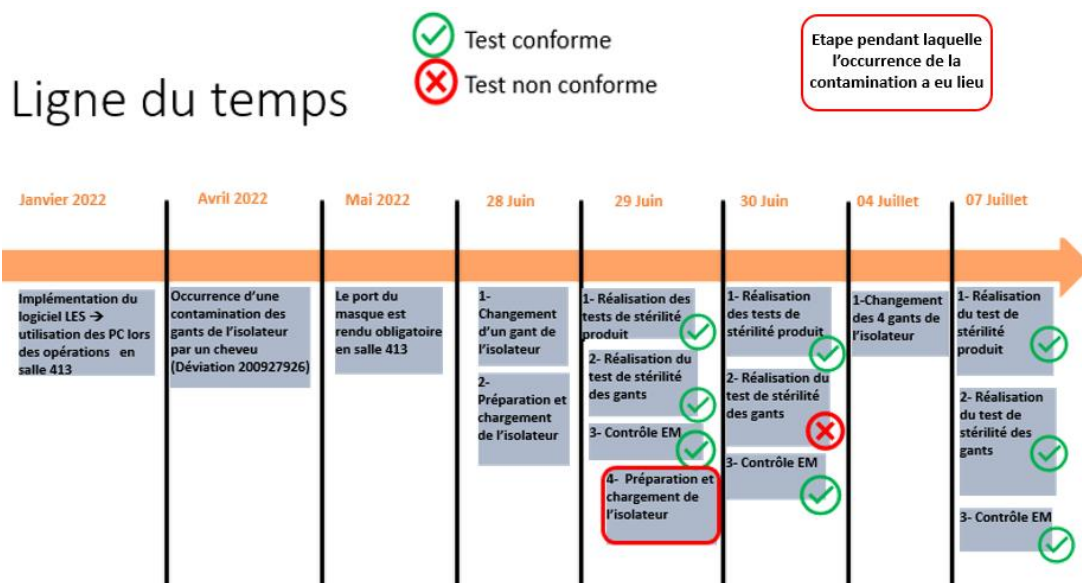 Test conforme
Test non conforme
Etape pendant laquelle
l’occurrence de la
contamination a eu lieu
Ligne du temps
Janvier 2022
Avril 2022
Mai 2022
28 Juin
29 Juin
30 Juin
04 Juillet
07 Juillet
Implémentation du
logiciel LES →
utilisation des PC lors
des opérations en
salle 413
Occurrence d’une
contamination des
gants de l’isolateur
par un cheveu
(Déviation 200927926)
Le port du
masque est
rendu obligatoire
en salle 413
1-
Changement
d’un gant de
l’isolateur
2-
Préparation et
chargement
de l’isolateur
1- Réalisation des
tests de stérilité
produit
2- Réalisation du
test de stérilité
des gants
3- Contrôle EM
4- Préparation et
chargement de
l’isolateur
1- Réalisation
des tests de
stérilité produit
2- Réalisation du
test de stérilité
des gants
3- Contrôle EM
1-Changement
des 4 gants de
l’isolateur
1- Réalisation
du test de
stérilité
produit
2- Réalisation
du test de
stérilité des
gants
3- Contrôle EM